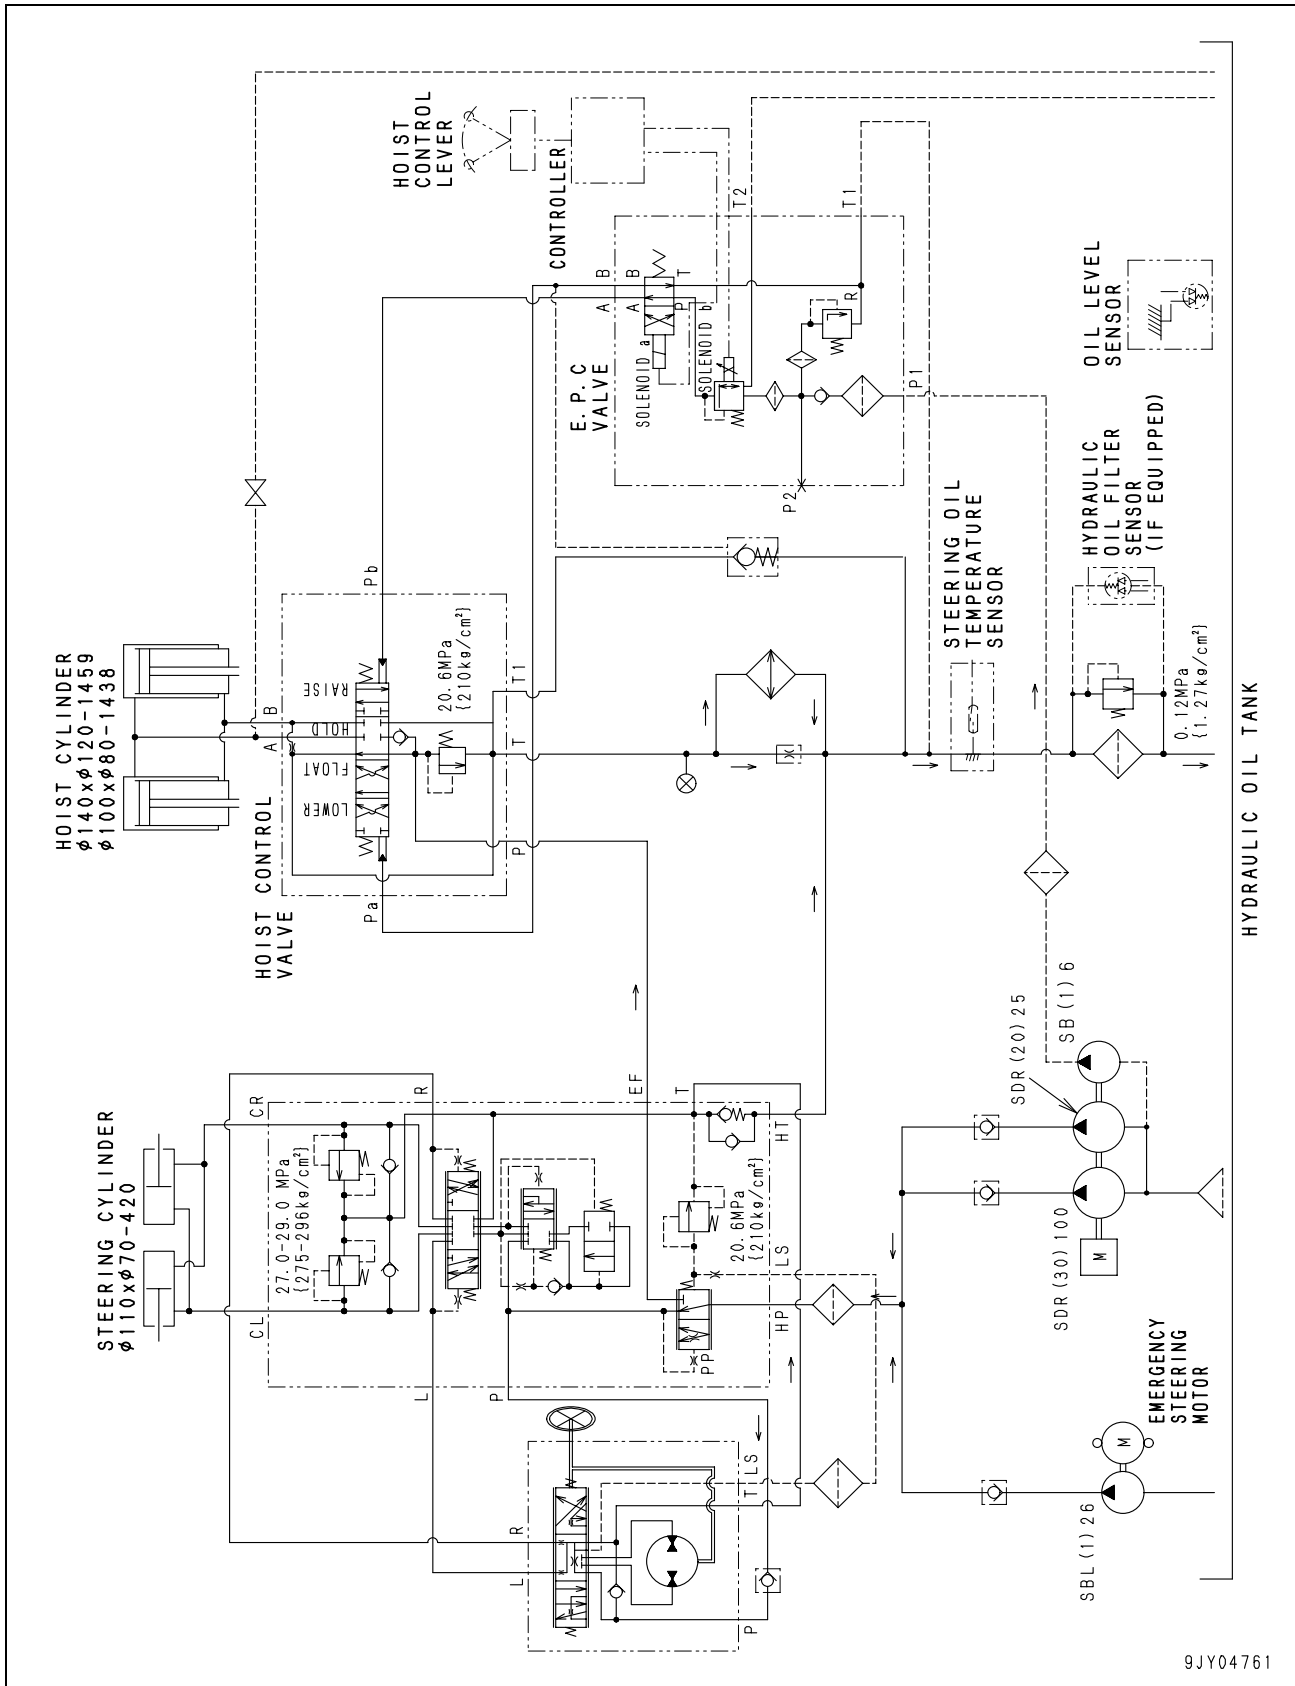 HOIST CYLINDER
φ140xφ120-1459
φ100xφ80-1438
HOIST CONTROL
VALVE
A
B
LOWER
FLOAT
HOLD
RAISE
Pa
Pb
P
T
T1
20.6MPa
{210kg/cm²}
HOIST
CONTROL
LEVER
CONTROLLER
E.P.C
VALVE
SOLENOID a
SOLENOID b
A
B
A
B
P
T
T2
T1
R
P1
P2
STEERING CYLINDER
φ110xφ70-420
CL
CR
27.0-29.0 MPa
{275-296kg/cm²}
L
R
P
EF
T
HT
20.6MPa
{210kg/cm²}
LS
HP
PP
L
R
T
LS
P
STEERING OIL
TEMPERATURE
SENSOR
HYDRAULIC
OIL FILTER
SENSOR
(IF EQUIPPED)
OIL LEVEL
SENSOR
0.12MPa
{1.27kg/cm²}
SDR(20)25
SB(1)6
SDR(30)100
M
EMERGENCY
STEERING
MOTOR
M
SBL(1)26
HYDRAULIC OIL TANK
9JY04761